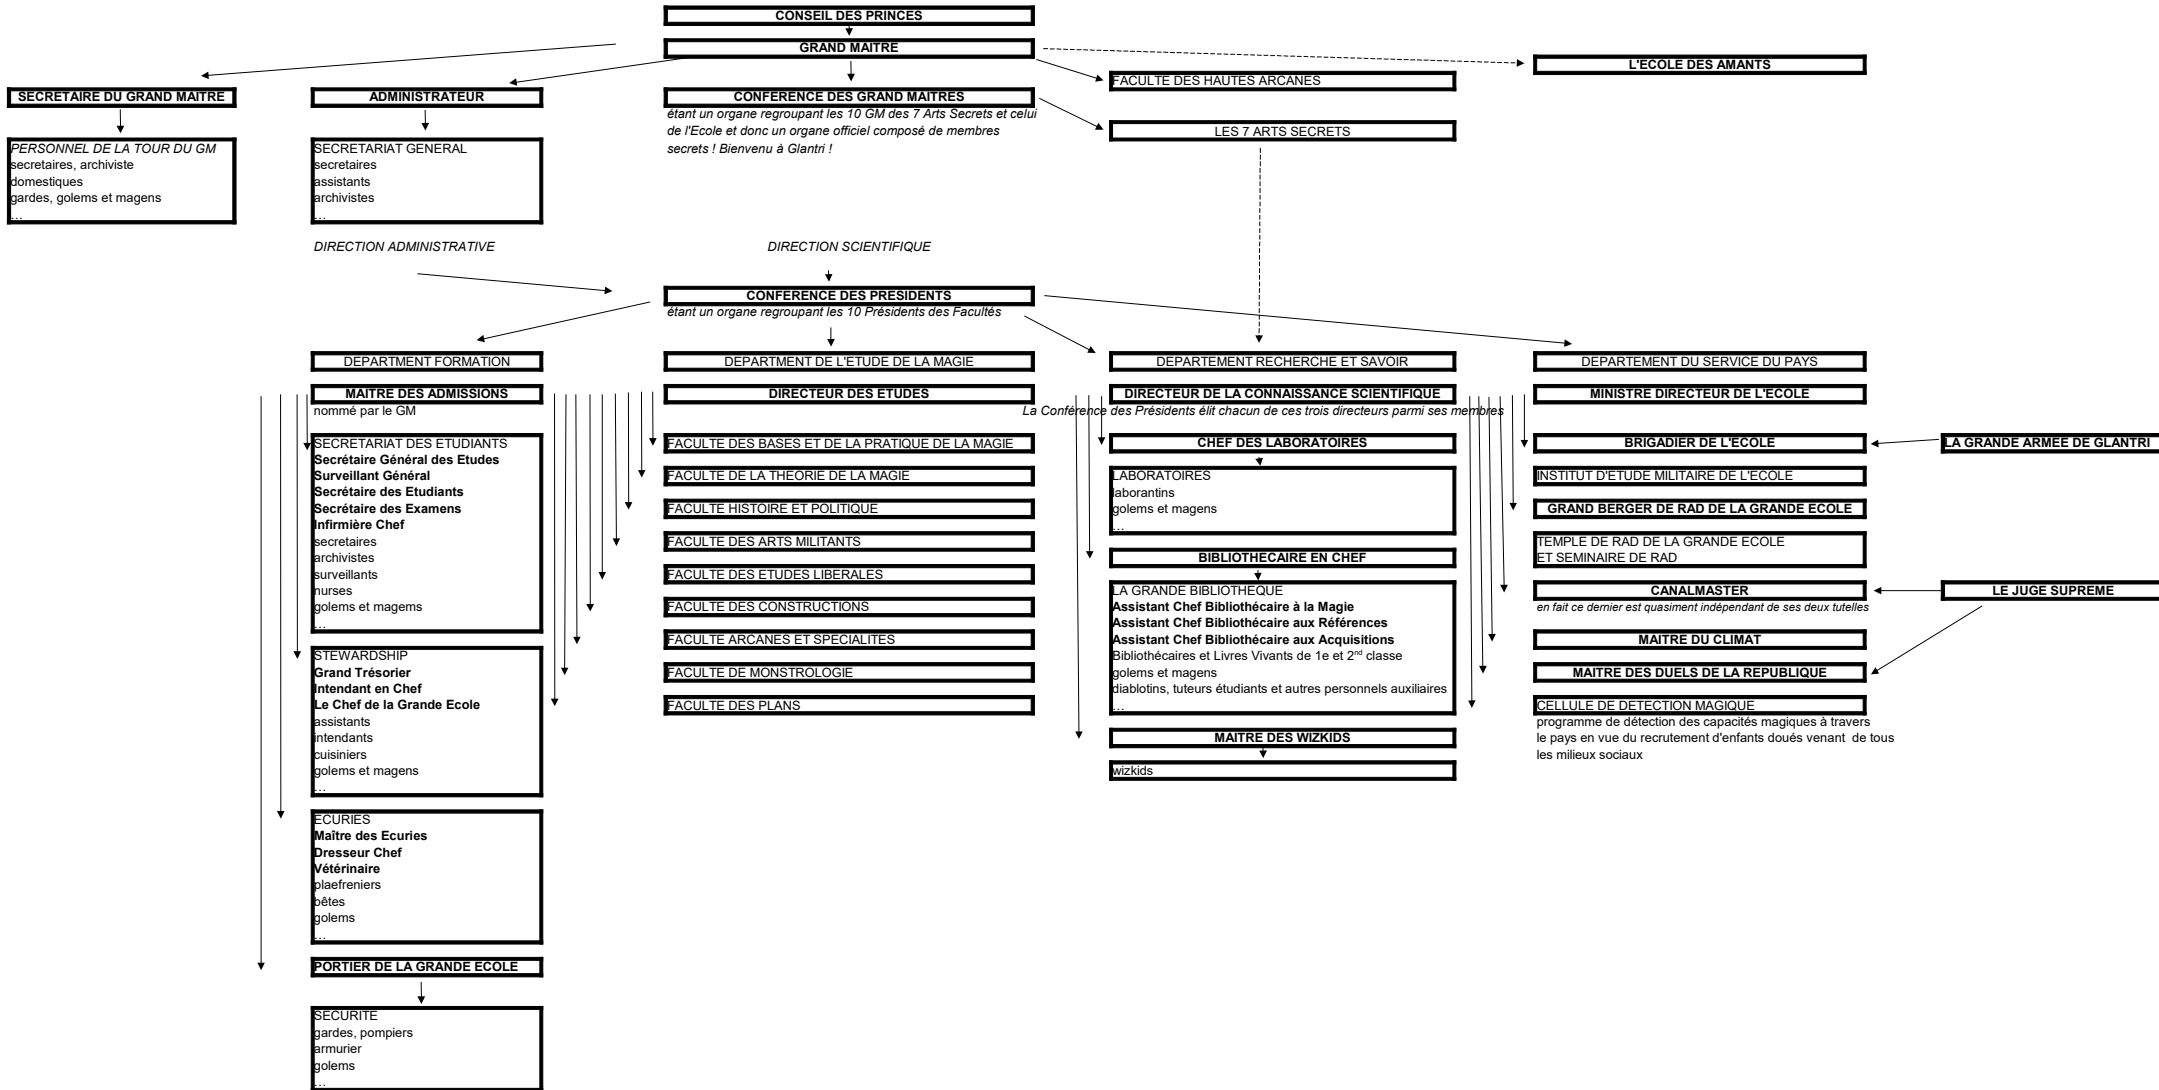 CONSEIL DES PRINCES
GRAND MAITRE
L'ECOLE DES AMANTS
FACULTE DES HAUTES ARCANES
SECRETAIRE DU GRAND MAITRE
ADMINISTRATEUR
CONFERENCE DES GRAND MAITRES
étant un organe regroupant les 10 GM des 7 Arts Secrets et celui
de l'Ecole et donc un organe officiel composé de membres
secrets ! Bienvenu à Glantri !
LES 7 ARTS SECRETS
PERSONNEL DE LA TOUR DU GM
secretaires, archiviste
domestiques
gardes, golems et magens
...
SECRETARIAT GENERAL
secretaires
assistants
archivistes
...
DIRECTION ADMINISTRATIVE
DIRECTION SCIENTIFIQUE
CONFERENCE DES PRESIDENTS
étant un organe regroupant les 10 Présidents des Facultés
DEPARTMENT FORMATION
DEPARTMENT DE L'ETUDE DE LA MAGIE
DEPARTEMENT RECHERCHE ET SAVOIR
DEPARTEMENT DU SERVICE DU PAYS
MAITRE DES ADMISSIONS
nommé par le GM
DIRECTEUR DES ETUDES
DIRECTEUR DE LA CONNAISSANCE SCIENTIFIQUE
MINISTRE DIRECTEUR DE L'ECOLE
La Conférence des Présidents élit chacun de ces trois directeurs parmi ses membres
SECRETARIAT DES ETUDIANTS
Secrétaire Général des Etudes
Surveillant Général
Secrétaire des Etudiants
Secrétaire des Examens
Infirmière Chef
secretaires
archivistes
surveillants
nurses
golems et magems
...
STEWARDSHIP
Grand Trésorier
Intendant en Chef
Le Chef de la Grande Ecole
assistants
intendants
cuisiniers
golems et magens
...
ECURIES
Maître des Ecuries
Dresseur Chef
Vétérinaire
plaefreniers
bêtes
golems
...
PORTIER DE LA GRANDE ECOLE
SECURITE
gardes, pompiers
armurier
golems
...
FACULTE DES BASES ET DE LA PRATIQUE DE LA MAGIE
FACULTE DE LA THEORIE DE LA MAGIE
FACULTE HISTOIRE ET POLITIQUE
FACULTE DES ARTS MILITANTS
FACULTE DES ETUDES LIBERALES
FACULTE DES CONSTRUCTIONS
FACULTE ARCANES ET SPECIALITES
FACULTE DE MONSTROLOGIE
FACULTE DES PLANS
CHEF DES LABORATOIRES
LABORATOIRES
laborantins
golems et magens
...
BIBLIOTHECAIRE EN CHEF
LA GRANDE BIBLIOTHEQUE
Assistant Chef Bibliothécaire à la Magie
Assistant Chef Bibliothécaire aux Références
Assistant Chef Bibliothécaire aux Acquisitions
Bibliothécaires et Livres Vivants de 1e et 2nd classe
golems et magens
diablotins, tuteurs étudiants et autres personnels auxiliaires
...
MAITRE DES WIZKIDS
wizkids
BRIGADIER DE L'ECOLE
LA GRANDE ARMEE DE GLANTRI
INSTITUT D'ETUDE MILITAIRE DE L'ECOLE
GRAND BERGER DE RAD DE LA GRANDE ECOLE
TEMPLE DE RAD DE LA GRANDE ECOLE
ET SEMINAIRE DE RAD
CANALMASTER
LE JUGE SUPREME
en fait ce dernier est quasiment indépendant de ses deux tutelles
MAITRE DU CLIMAT
MAITRE DES DUELS DE LA REPUBLIQUE
CELLULE DE DETECTION MAGIQUE
programme de détection des capacités magiques à travers
le pays en vue du recrutement d'enfants doués venant de tous
les milieux sociaux